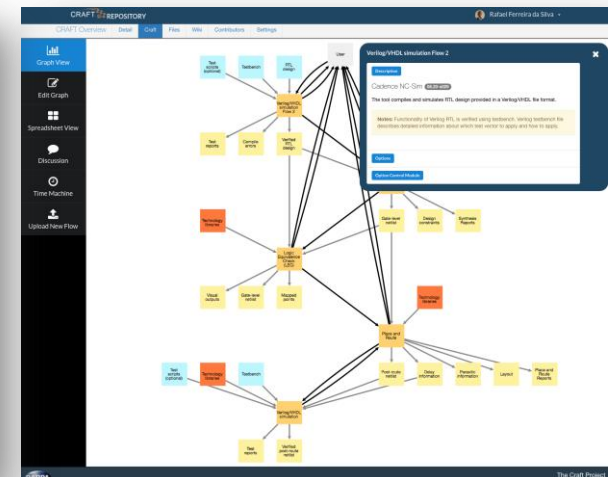 CRAFT REPOSITORY
Rafael Ferreira da Silva
CRAFT Overview Detail Craft Files Wiki Contributors Settings
Graph View
Edit Graph
Spreadsheet View
Discussion
Time Machine
Upload New Flow
User
Test scripts (optional)
Testbench
RTL design
Verilog/VHDL simulation Flow 2
Test reports
Compile errors
Verified RTL design
Verilog/VHDL simulation Flow 2
Description
Cadence NC-Sim
The tool compiles and simulates RTL design provided in a Verilog/VHDL file format.
Notes: Functionality of Verilog RTL is verified using testbench. Verilog testbench file
describes detailed information about which test vector to apply and how to apply.
Options
Option Control Module
Gate-level netlist
Design constraints
Synthesis Reports
Technology libraries
Logic Equivalence Check (LEC)
Visual outputs
Gate-level netlist
Mapped points
Technology libraries
Place and Route
Post-route netlist
Delay information
Parasitic information
Layout
Place and Route Reports
Test scripts (optional)
Technology libraries
Testbench
Verilog/VHDL simulation
Test reports
Verified post-route netlist
The Craft Project